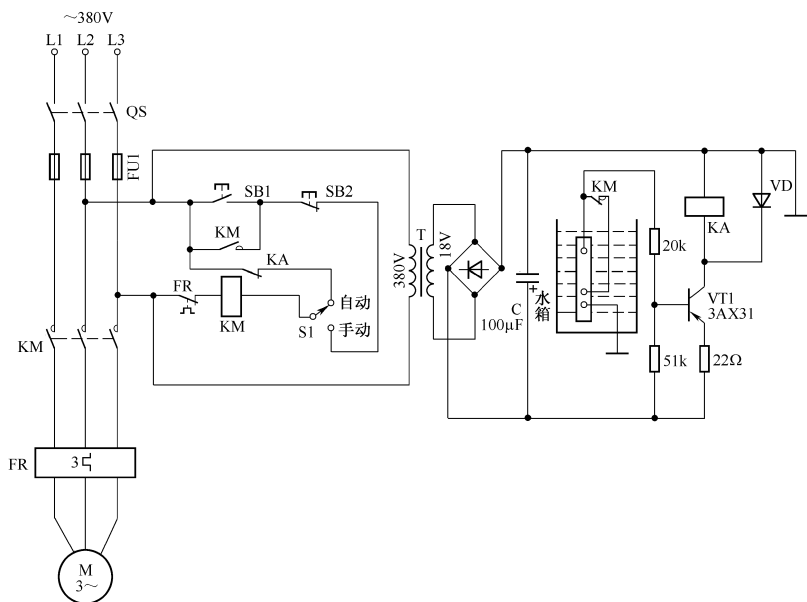 ~380V
L1 L2 L3
QS
FU1
SB1
SB2
KM
KA
FR
KM
S1
自动
手动
380V
T
18V
C
100μF
水箱
KM
20k
51k
KA
VD
VT1
3AX31
22Ω
KM
FR
3
M
3~